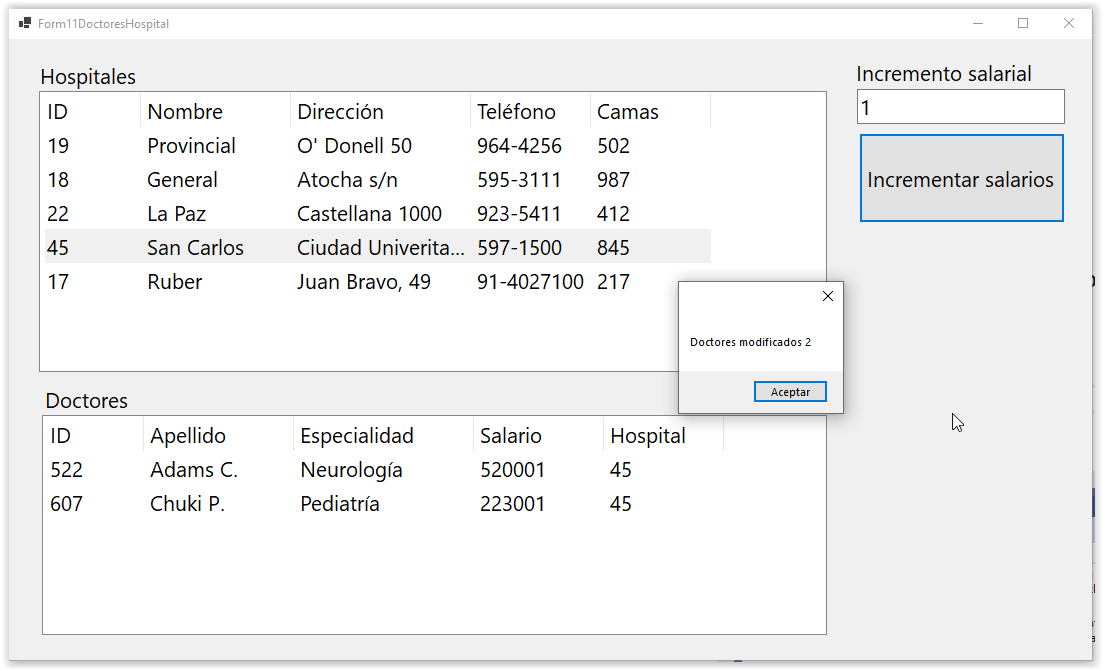 Form11DoctoresHospital
Hospitales
Incremento salarial
ID Nombre Dirección Teléfono Camas
1
19 Provincial O' Donell 50 964-4256 502
18 General Atocha s/n 595-3111 987
Incrementar salarios
22 La Paz Castellana 1000 923-5411 412
45 San Carlos Ciudad Univerita... 597-1500 845
17 Ruber Juan Bravo, 49 91-4027100 217
Doctores modificados 2
Aceptar
Doctores
ID Apellido Especialidad Salario Hospital
522 Adams C. Neurología 520001 45
607 Chuki P. Pediatría 223001 45